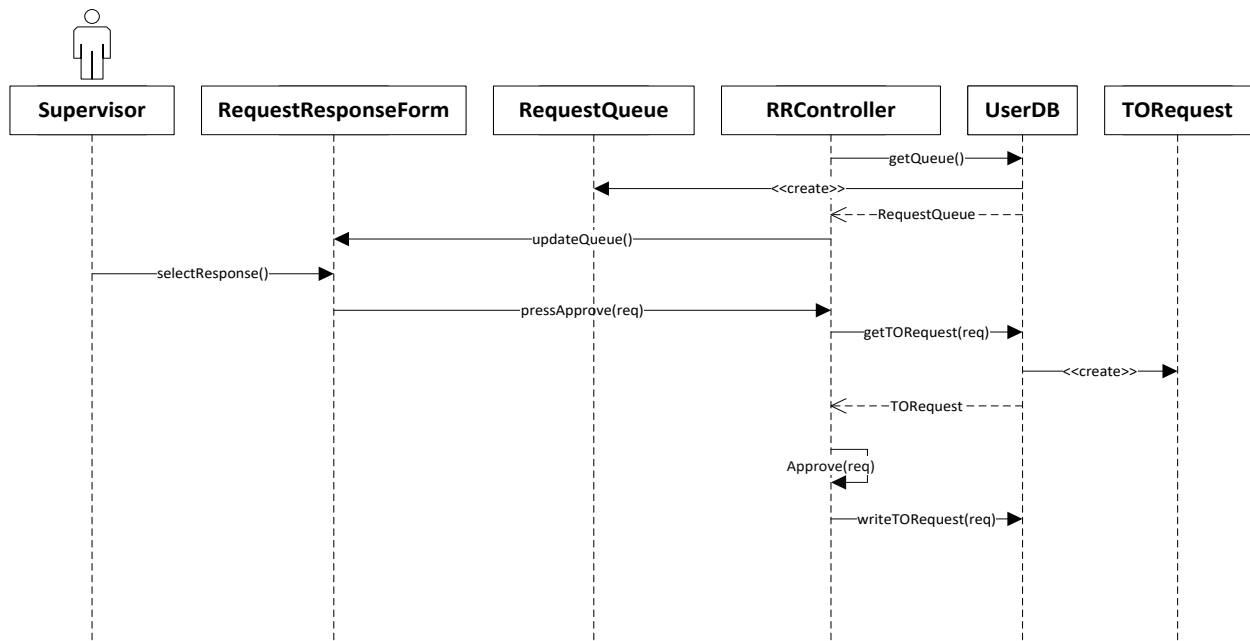 Supervisor
RequestResponseForm
RequestQueue
RRController
UserDB
TORequest
getQueue()
<<create>>
RequestQueue
updateQueue()
selectResponse()
pressApprove(req)
getTORequest(req)
<<create>>
TORequest
Approve(req)
writeTORequest(req)